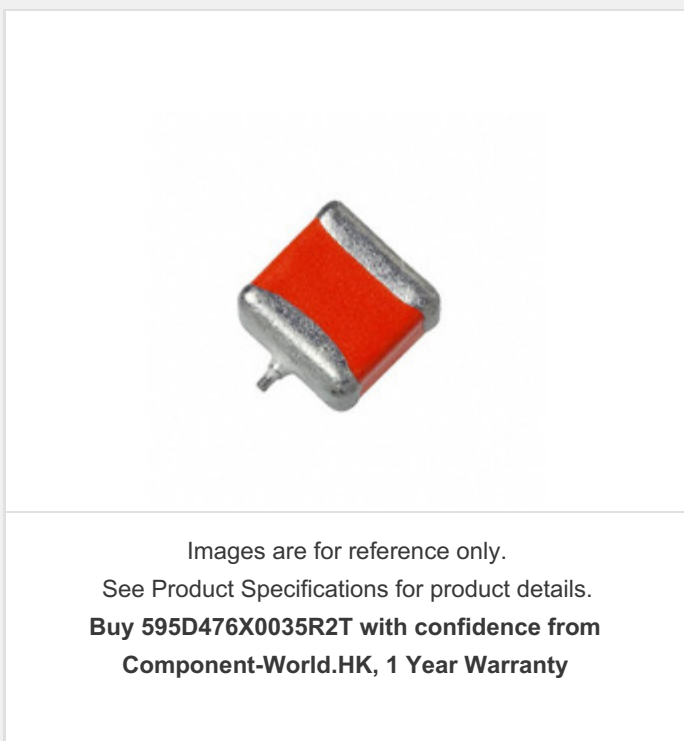 Images are for reference only.
See Product Specifications for product details.
Buy 595D476X0035R2T with confidence from
Component-World.HK, 1 Year Warranty